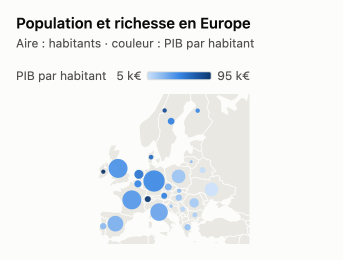 Population et richesse en Europe
Aire : habitants · couleur : PIB par habitant
PIB par habitant 5 k€ 95 k€